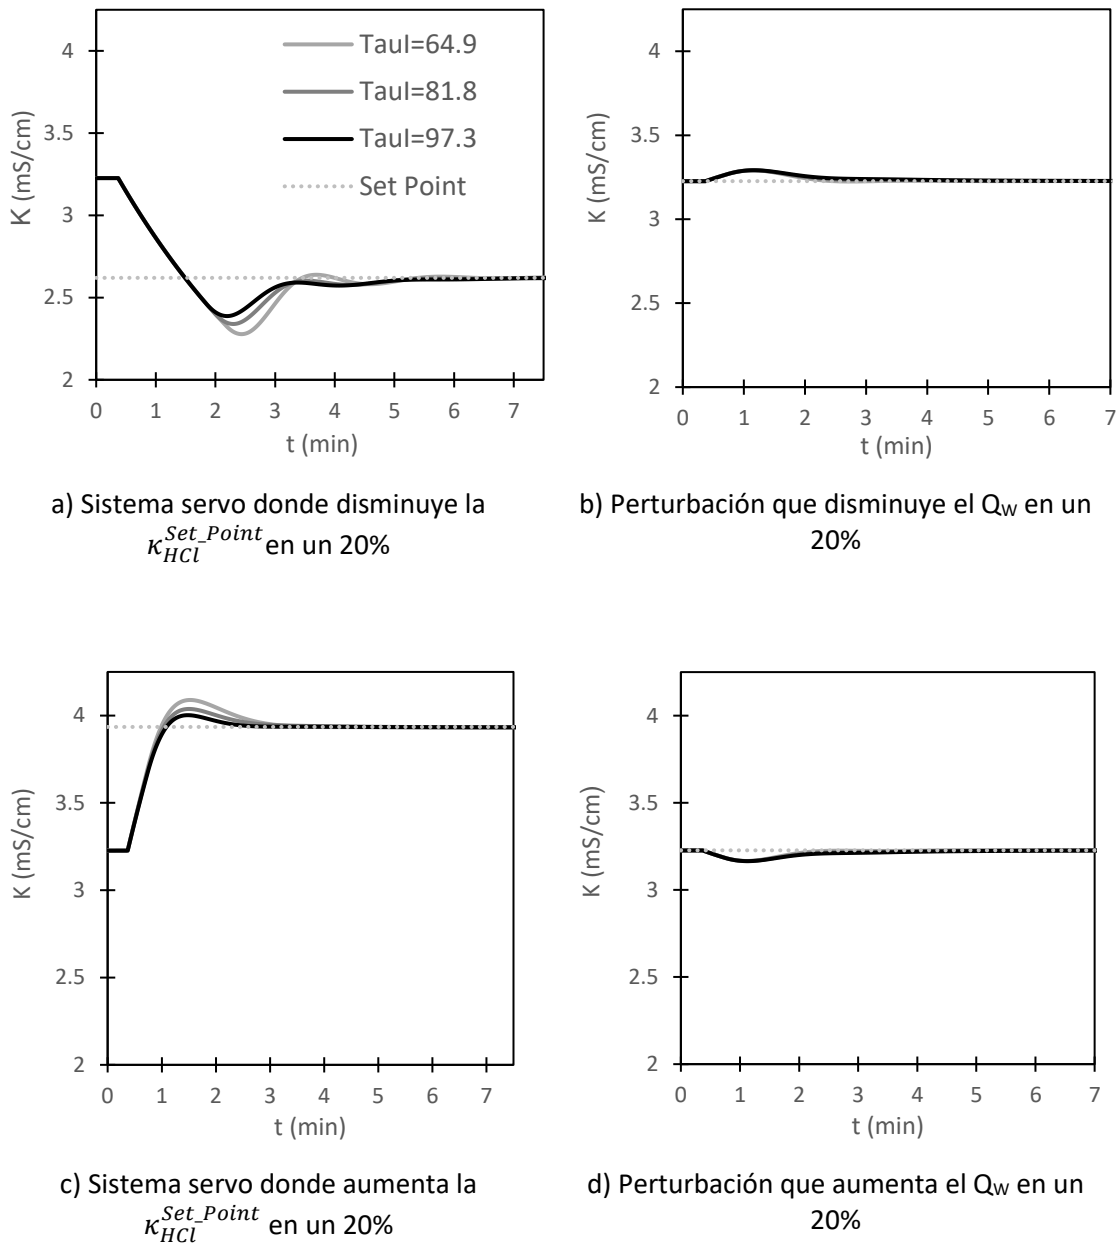 4
3.5
3
2.5
2
K (mS/cm)
TauI=64.9
TauI=81.8
TauI=97.3
Set Point
0 1 2 3 4 5 6 7
t (min)
4
3.5
3
2.5
2
K (mS/cm)
0 1 2 3 4 5 6 7
t (min)
a) Sistema servo donde disminuye la
κ_{HCl}^{Set_Point} en un 20%
b) Perturbación que disminuye el Q_W en un
20%
4
3.5
3
2.5
2
K (mS/cm)
0 1 2 3 4 5 6 7
t (min)
4
3.5
3
2.5
2
K (mS/cm)
0 1 2 3 4 5 6 7
t (min)
c) Sistema servo donde aumenta la
κ_{HCl}^{Set_Point} en un 20%
d) Perturbación que aumenta el Q_W en un
20%